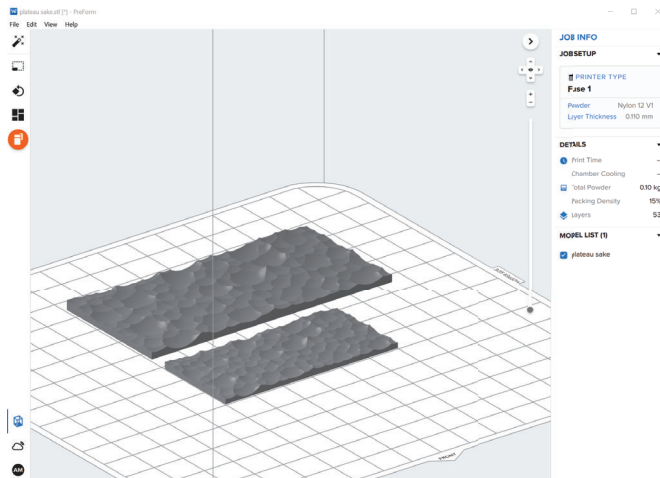 plateau sake.stl [*] - PreForm
File Edit View Help
JOB INFO
JOB SETUP
PRINTER TYPE
Fuse 1
Powder Nylon 12 V1
Layer Thickness 0.110 mm
DETAILS
Print Time --
Chamber Cooling --
Total Powder 0.10 kg
Packing Density 15%
Layers 53
MODEL LIST (1)
plateau sake
FRONT
AM